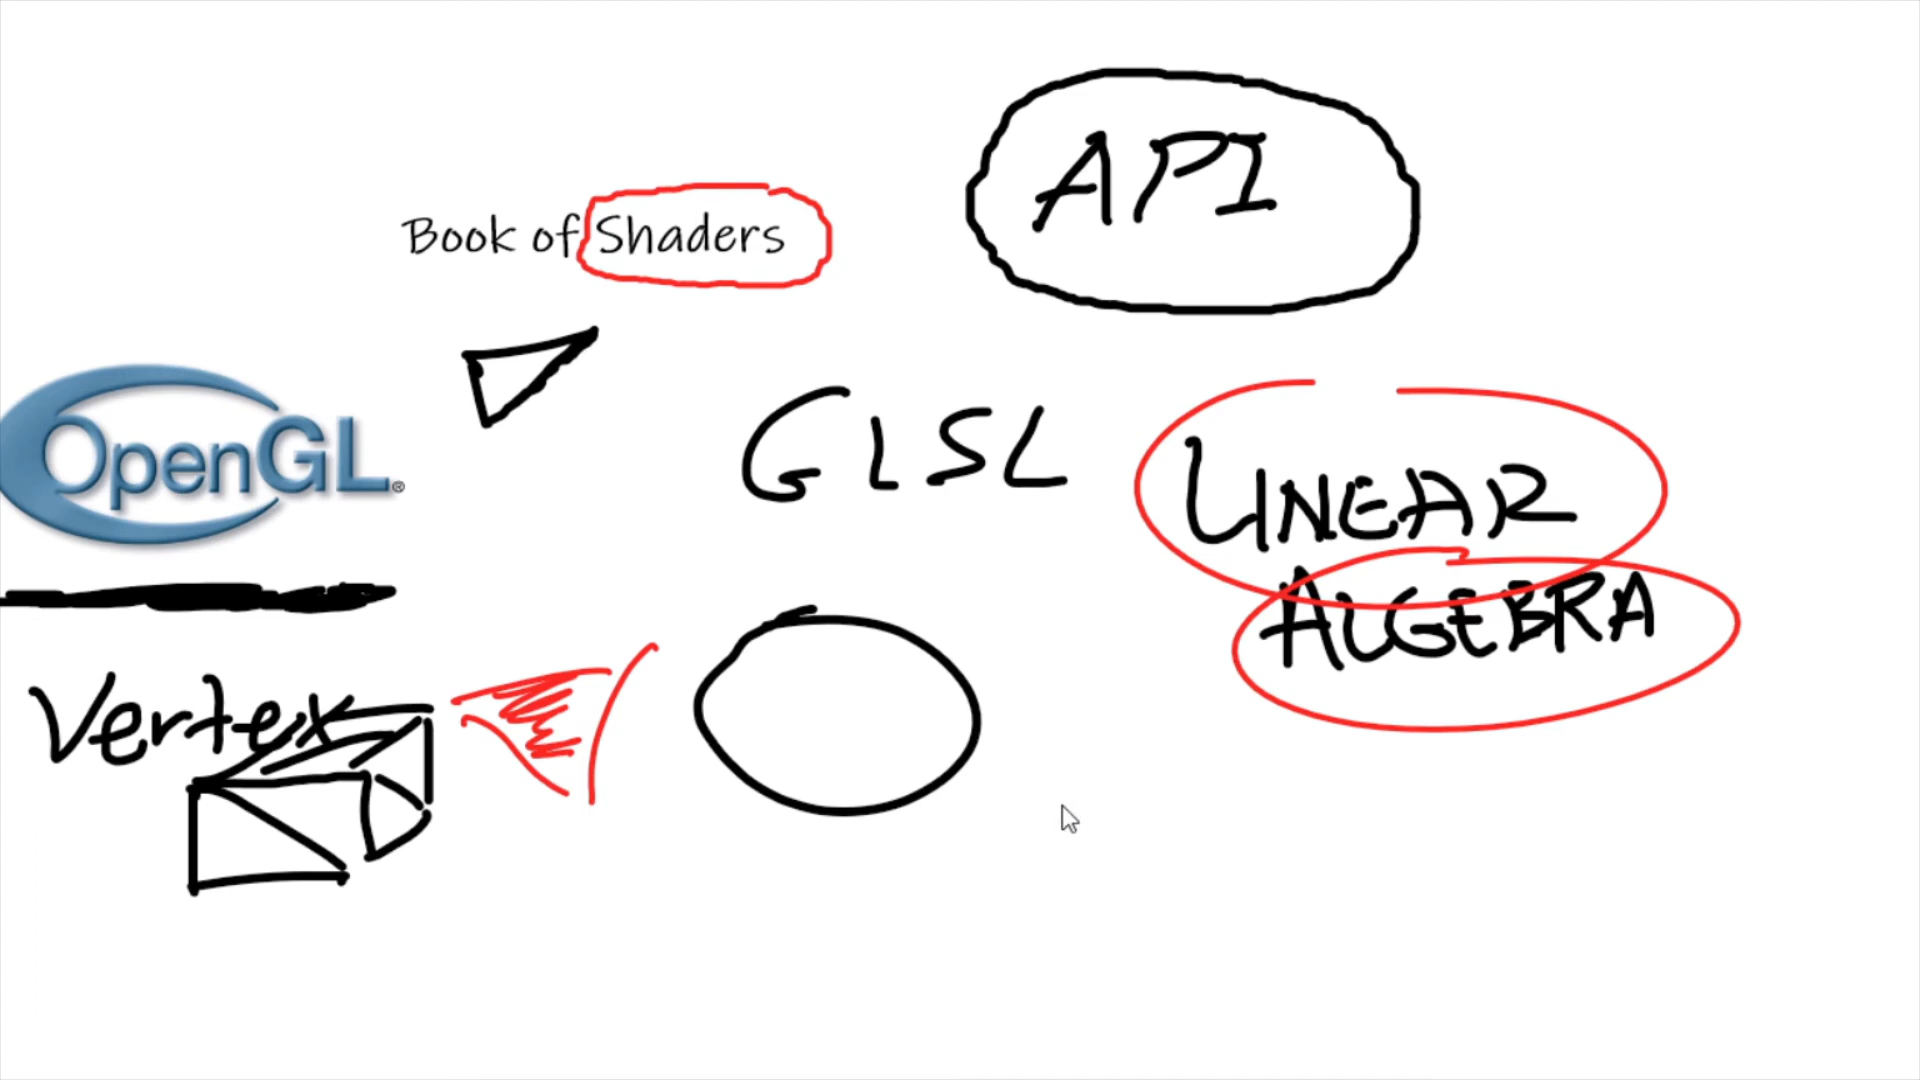 API
Book of Shaders
GLSL
OpenGL®
LINEAR
ALGEBRA
Vertex